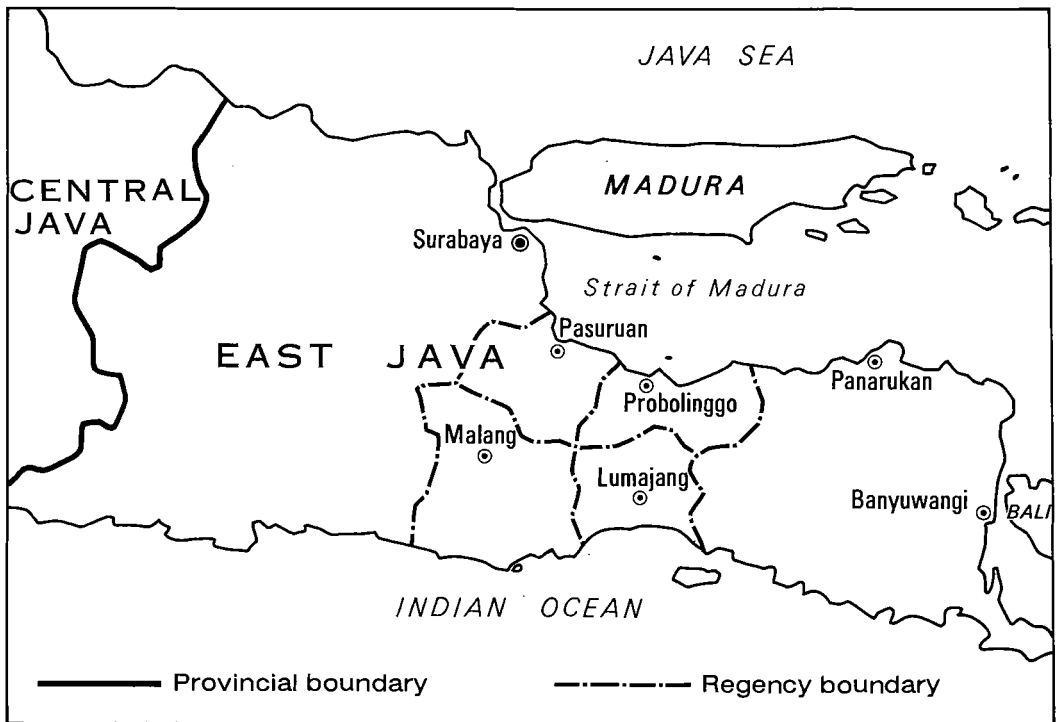 JAVA SEA
CENTRAL
JAVA
MADURA
Surabaya
Strait of Madura
EAST JAVA
Pasuruan
Panarukan
Probolinggo
Malang
Lumajang
Banyuwangi
BALI
INDIAN OCEAN
Provincial boundary
Regency boundary